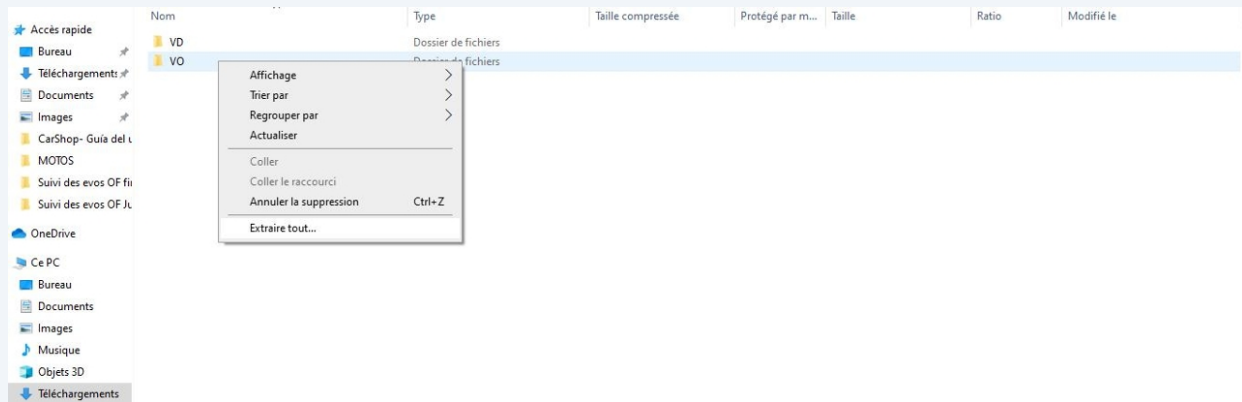 Nom Type Taille compressée Protégé par m... Taille Ratio Modifié le
Accès rapide
Bureau
Téléchargements
Documents
Images
CarShop- Guía del u
MOTOS
Suivi des evos OF fin
Suivi des evos OF Ju
OneDrive
Ce PC
Bureau
Documents
Images
Musique
Objets 3D
Téléchargements
VD Dossier de fichiers
VO Dossier de fichiers
Affichage
Trier par
Regrouper par
Actualiser
Coller
Coller le raccourci
Annuler la suppression Ctrl+Z
Extraire tout...